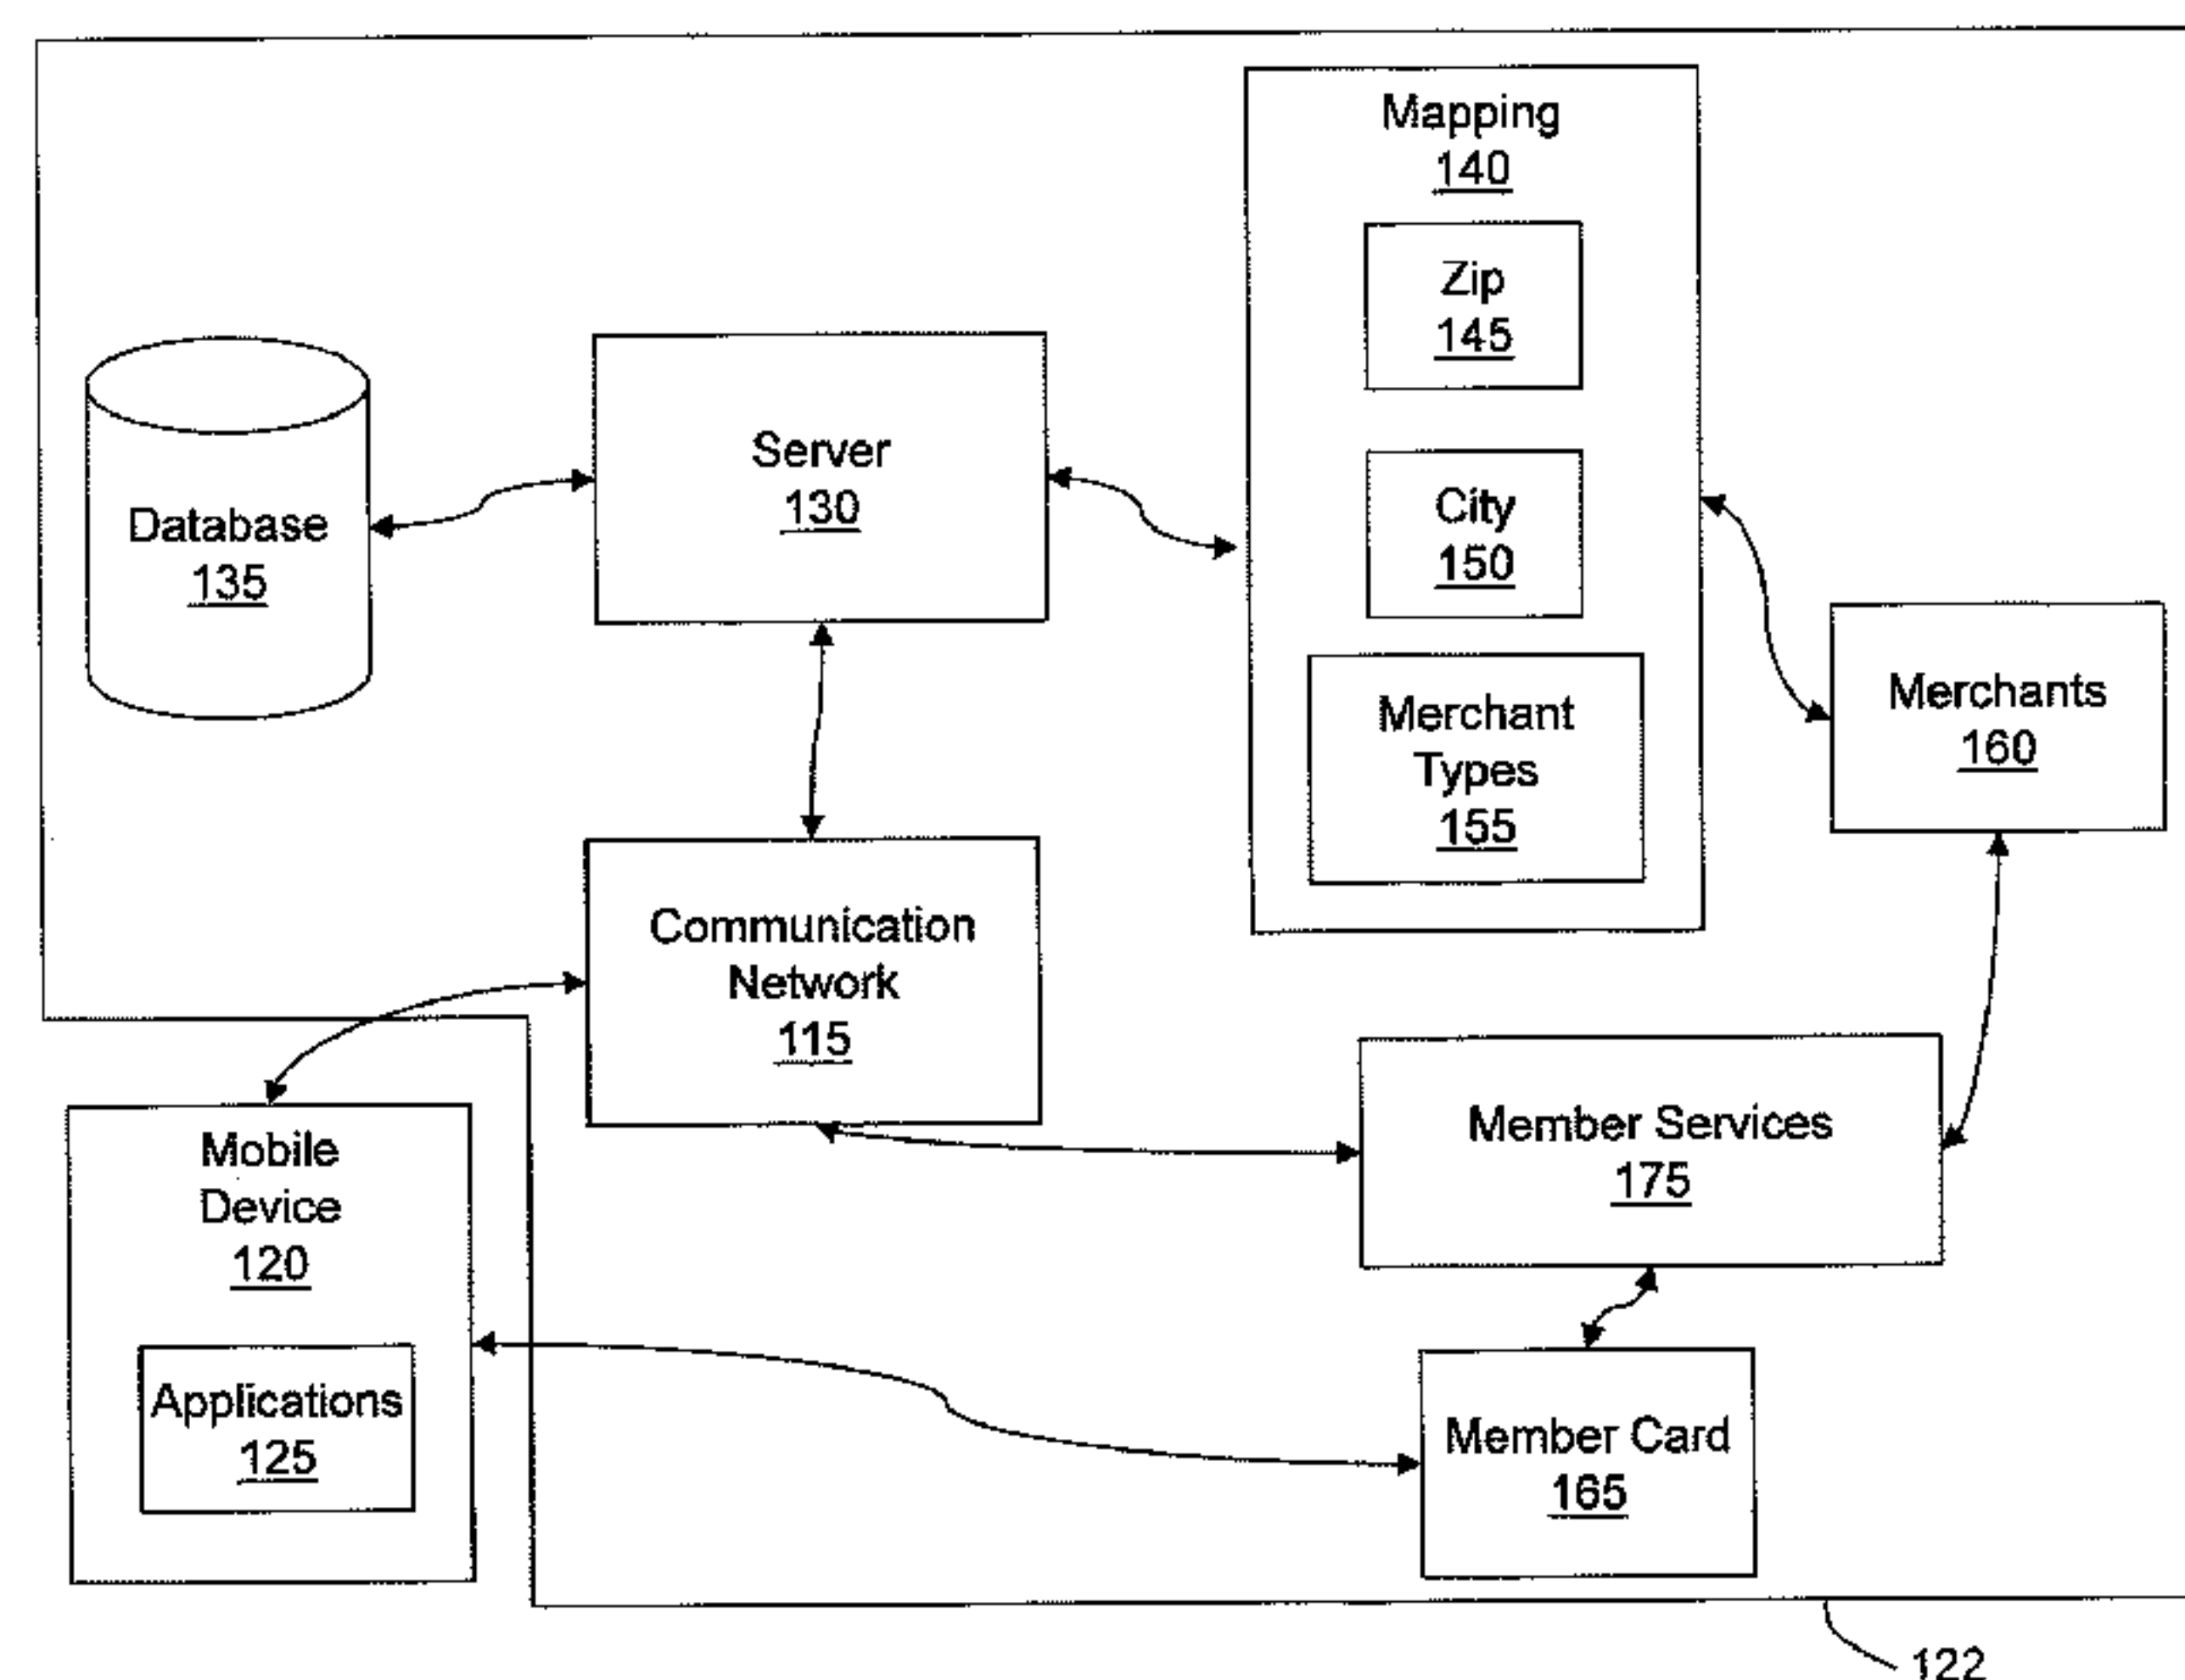 Mapping
140
Zip
145
Server
130
City
150
Database
135
Merchant
Types
155
Merchants
160
Communication
Network
115
Member Services
175
Mobile
Device
120
Applications
125
Member Card
165
122